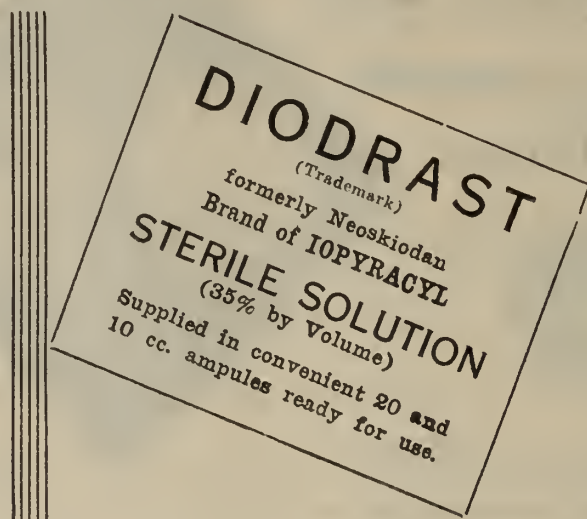 DIODRAST
(Trademark)
formerly Neoskiodan
Brand of IOPYRACYL
STERILE SOLUTION
(35% by Volume)
Supplied in convenient 20 and
10 cc. ampules ready for use.